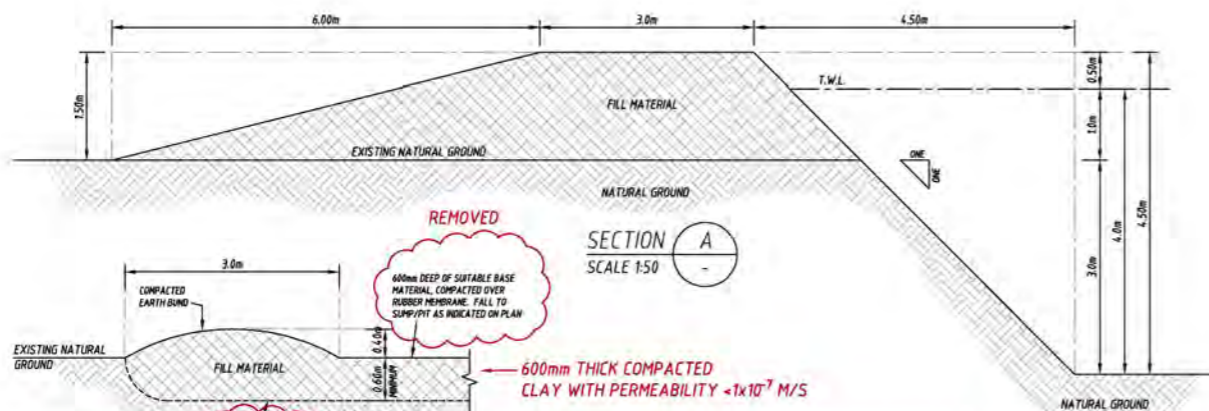 6.00m
3.0m
4.50m
1.50m
T.W.L.
0.50m
FILL MATERIAL
1.0m
EXISTING NATURAL GROUND
ONE
ONE
NATURAL GROUND
4.0m
4.50m
3.0m
REMOVED
SECTION
A
SCALE 1:50
-
3.0m
600mm DEEP OF SUITABLE BASE
MATERIAL, COMPACTED OVER
RUBBER MEMBRANE. FALL TO
SUMP/PIT AS INDICATED ON PLAN
COMPACTED
EARTH BUND
EXISTING NATURAL
GROUND
0.40m
FILL MATERIAL
0.60m
MINIMUM
600mm THICK COMPACTED
CLAY WITH PERMEABILITY <1x10⁻⁷ M/S
NATURAL GROUND